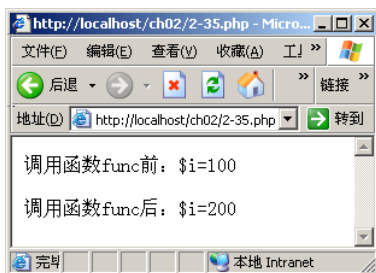 http://localhost/ch02/2-35.php - Micro...
文件(F) 编辑(E) 查看(V) 收藏(A) 工 »
后退 » 链接 »
地址(D) http://localhost/ch02/2-35.php 转到
调用函数func前：$i=100
调用函数func后：$i=200
完毕 本地 Intranet